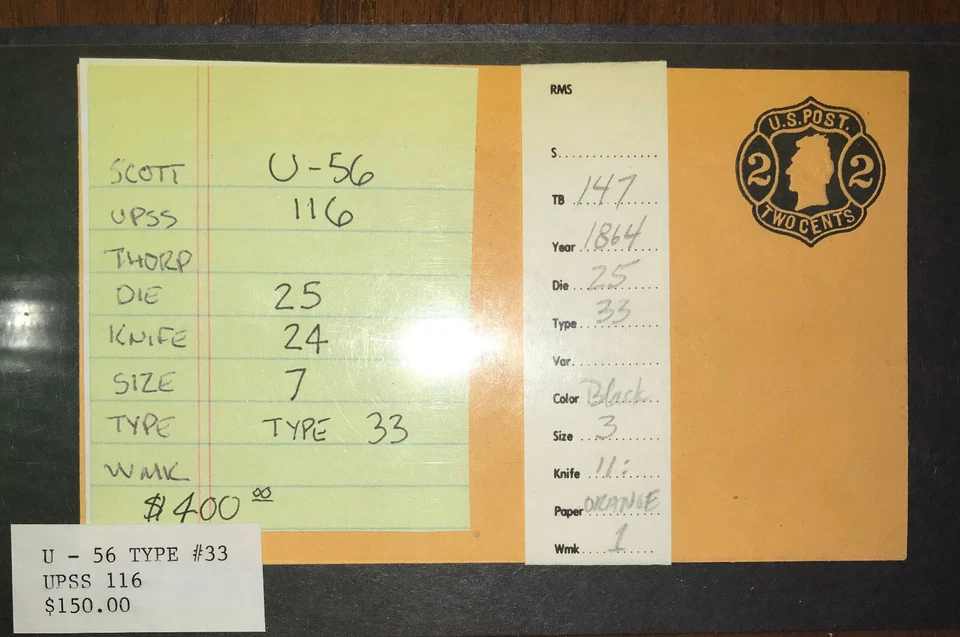 SCOTT U-56
UPSS 116
THORP
DIE 25
KNIFE 24
SIZE 7
TYPE TYPE 33
WMK
$400 00
U - 56 TYPE #33
UPSS 116
$150.00
RMS
S..............
TB 147
Year 1864
Die 25
Type 33
Var.
Color Black
Size 3
Knife 11:
Paper ORANGE
Wmk 1
U.S. POST.
2 2
TWO CENTS